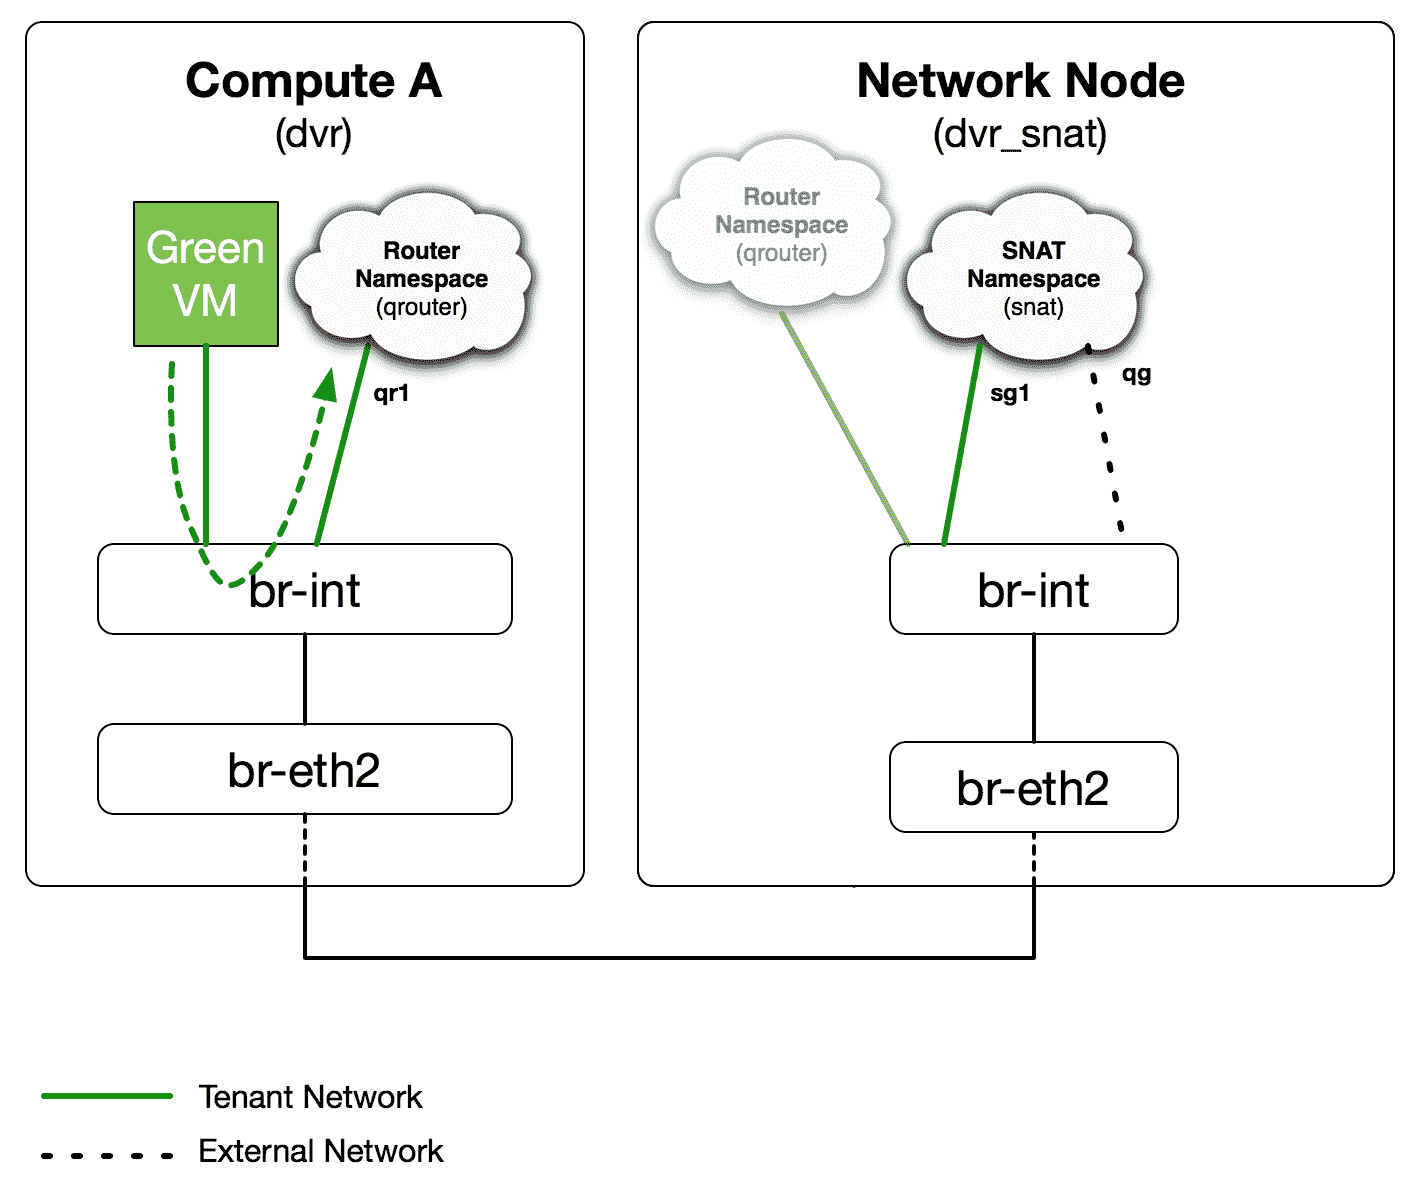 Compute A
(dvr)
Green
VM
Router
Namespace
(qrouter)
qr1
br-int
br-eth2
Network Node
(dvr_snat)
Router
Namespace
(qrouter)
SNAT
Namespace
(snat)
sg1
qg
br-int
br-eth2
Tenant Network
External Network